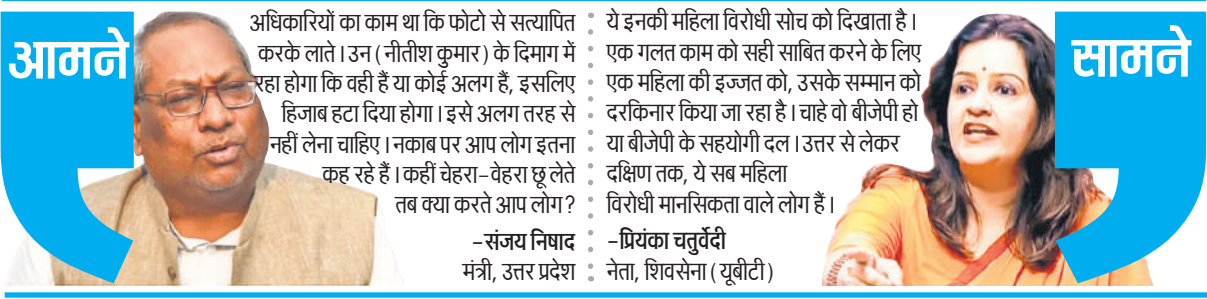 आमने
अधिकारियों का काम था कि फोटो से सत्यापित
करके लाते। उन (नीतीश कुमार) के दिमाग में
रहा होगा कि वही हैं या कोई अलग हैं, इसलिए
हिजाब हटा दिया होगा। इसे अलग तरह से
नहीं लेना चाहिए। नकाब पर आप लोग इतना
कह रहे हैं। कहीं चेहरा-वेहरा छू लेते
तब क्या करते आप लोग?
-संजय निषाद
मंत्री, उत्तर प्रदेश
ये इनकी महिला विरोधी सोच को दिखाता है।
एक गलत काम को सही साबित करने के लिए
एक महिला की इज्जत को, उसके सम्मान को
दरकिनार किया जा रहा है। चाहे वो बीजेपी हो
या बीजेपी के सहयोगी दल। उत्तर से लेकर
दक्षिण तक, ये सब महिला
विरोधी मानसिकता वाले लोग हैं।
-प्रियंका चतुर्वेदी
नेता, शिवसेना (यूबीटी)
सामने